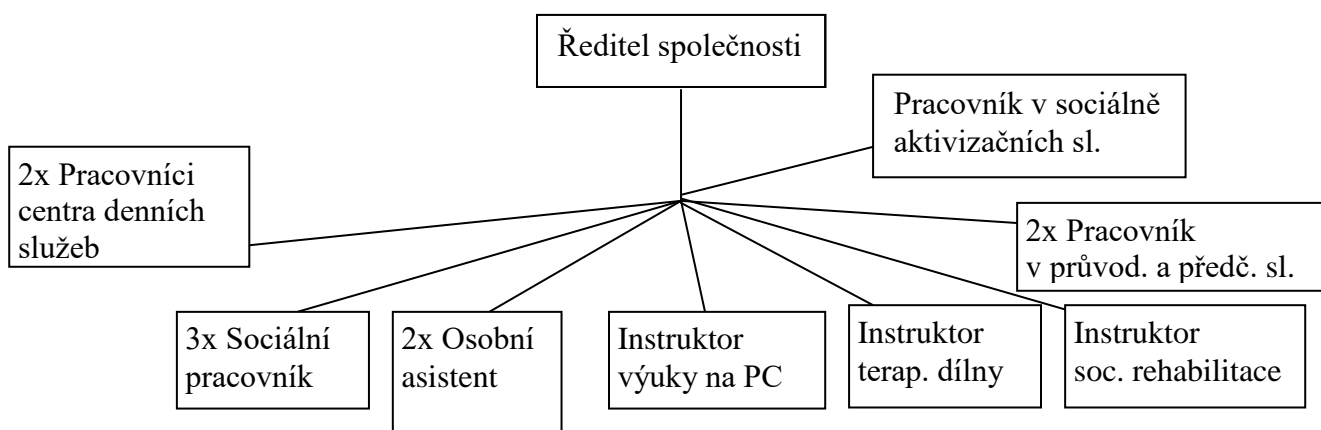 Ředitel společnosti
Pracovník v sociálně
aktivizačních sl.
2x Pracovníci
centra denních
služeb
2x Pracovník
v průvod. a předč. sl.
3x Sociální
pracovník
2x Osobní
asistent
Instruktor
výuky na PC
Instruktor
terap. dílny
Instruktor
soc. rehabilitace